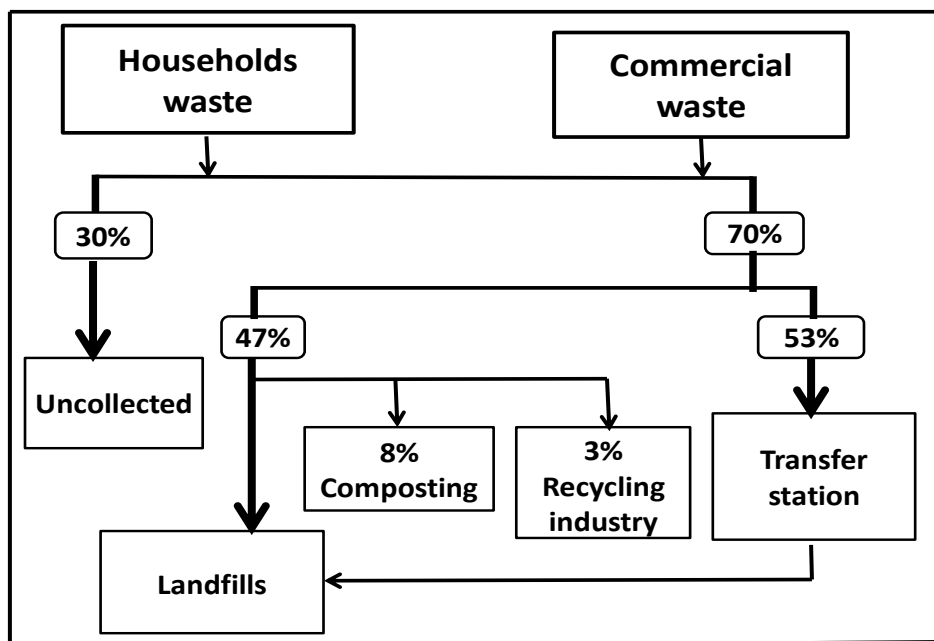 Households
waste
Commercial
waste
30%
70%
47%
53%
Uncollected
8%
Composting
3%
Recycling
industry
Transfer
station
Landfills